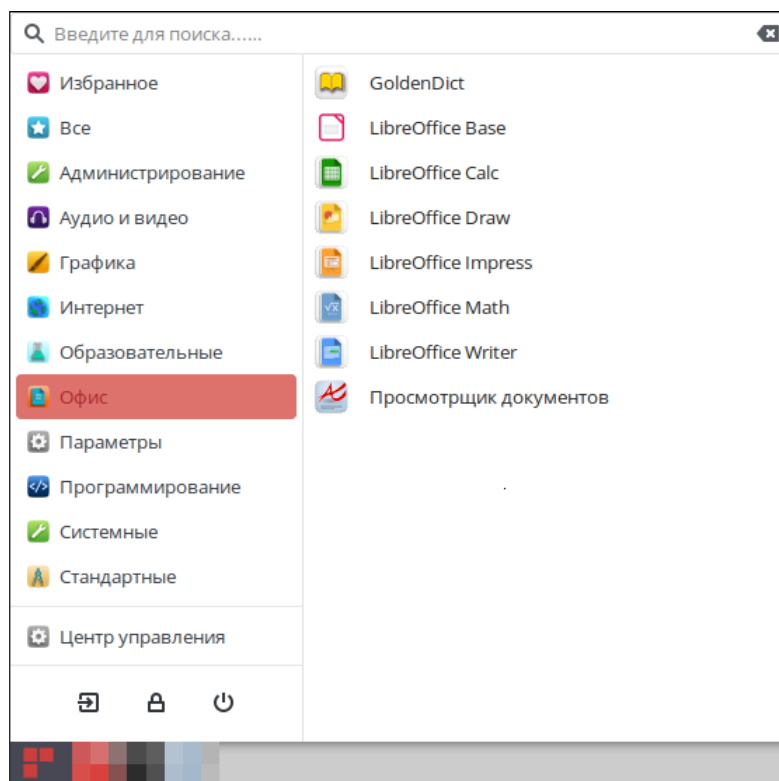 Введите для поиска......
Избранное
Все
Администрирование
Аудио и видео
Графика
Интернет
Образовательные
Офис
Параметры
Программирование
Системные
Стандартные
Центр управления
GoldenDict
LibreOffice Base
LibreOffice Calc
LibreOffice Draw
LibreOffice Impress
LibreOffice Math
LibreOffice Writer
Просмотрщик документов